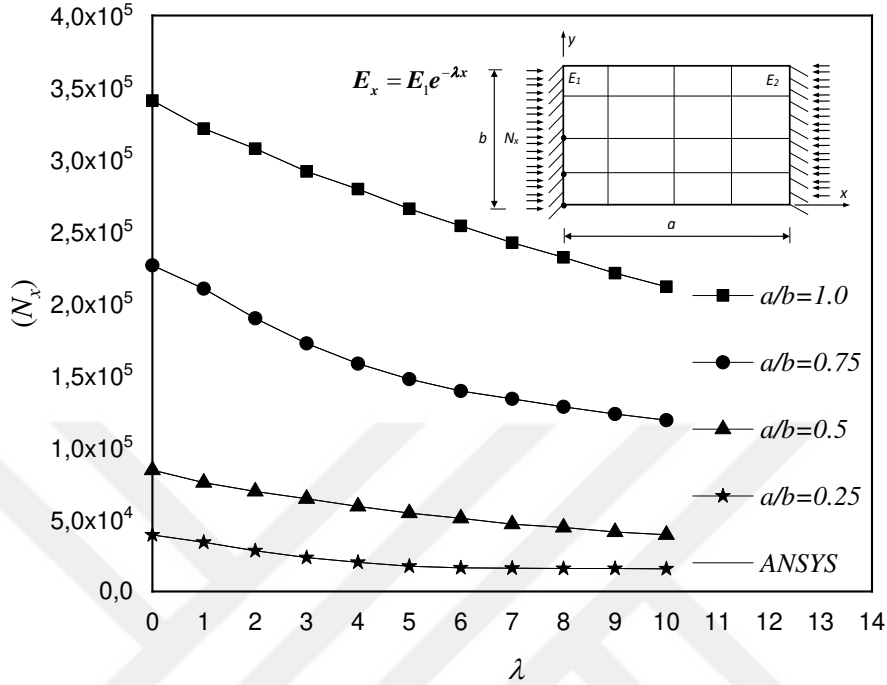 4,0x10⁵
3,5x10⁵
3,0x10⁵
2,5x10⁵
2,0x10⁵
1,5x10⁵
1,0x10⁵
5,0x10⁴
0,0
(Nₓ)
0 1 2 3 4 5 6 7 8 9 10 11 12 13 14
λ
Eₓ = E₁e^{-λx}
y
E₁
E₂
b
Nₓ
x
a
a/b=1.0
a/b=0.75
a/b=0.5
a/b=0.25
ANSYS